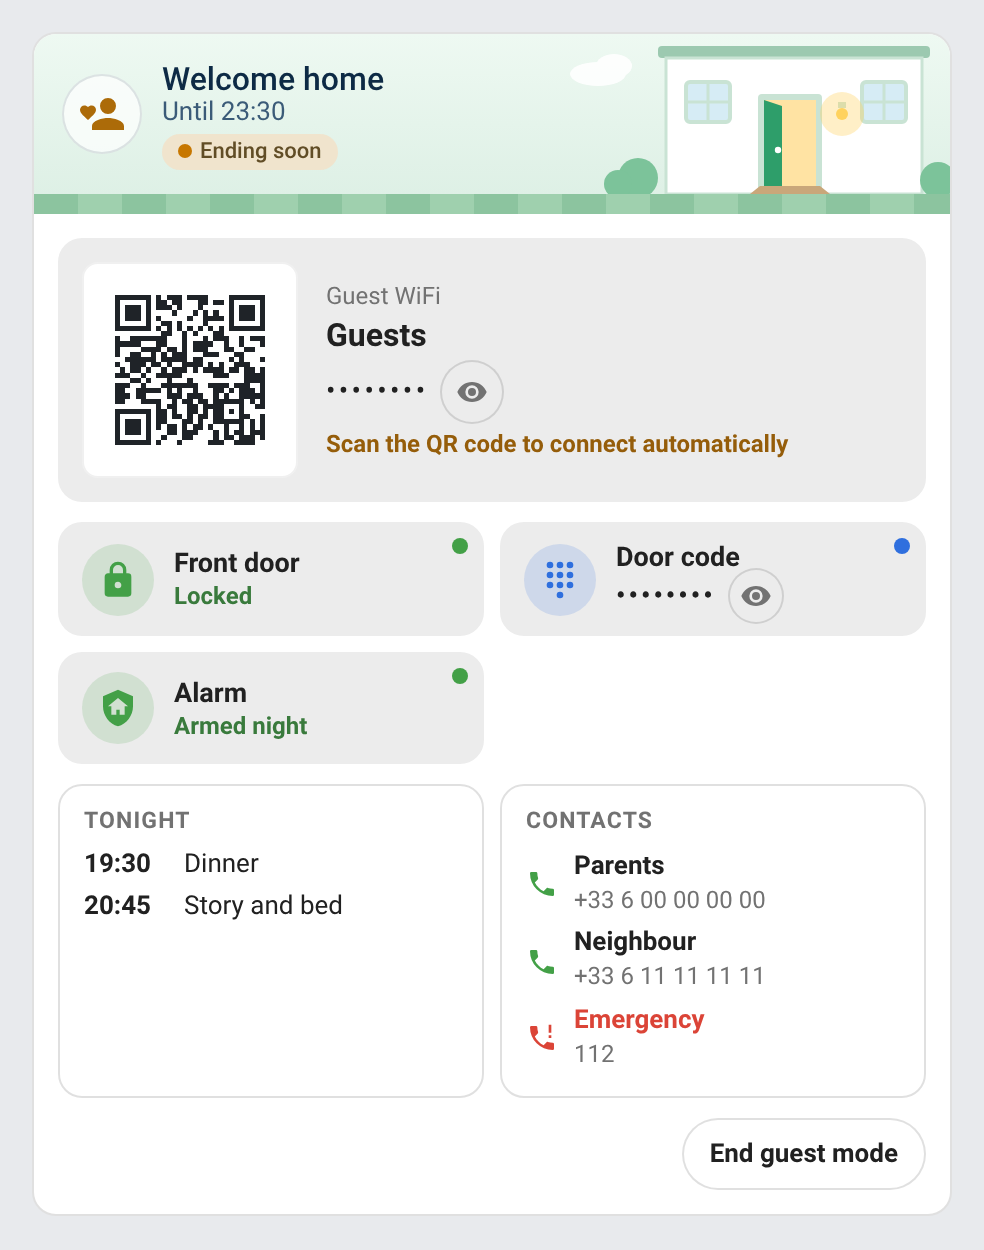 Welcome home
Until 23:30
Ending soon
Guest WiFi
Guests
••••••••
Scan the QR code to connect automatically
Front door
Locked
Door code
••••••••
Alarm
Armed night
TONIGHT
19:30 Dinner
20:45 Story and bed
CONTACTS
Parents
+33 6 00 00 00 00
Neighbour
+33 6 11 11 11 11
Emergency
112
End guest mode